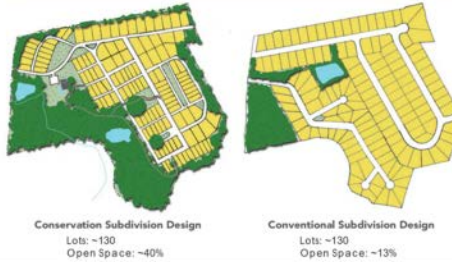 Conservation Subdivision Design
Lots: ~130
Open Space: ~40%
Conventional Subdivision Design
Lots: ~130
Open Space: ~13%